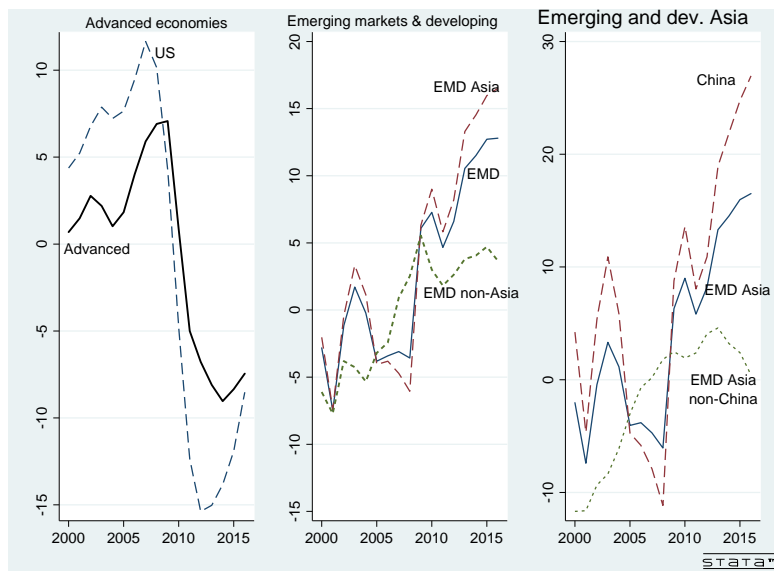 Advanced economies
10
5
0
-5
-10
-15
US
Advanced
2000 2005 2010 2015
Emerging markets & developing
20
15
10
5
0
-5
-10
-15
EMD Asia
EMD
EMD non-Asia
2000 2005 2010 2015
Emerging and dev. Asia
30
20
10
0
-10
China
EMD Asia
EMD Asia
non-China
2000 2005 2010 2015
STATA™